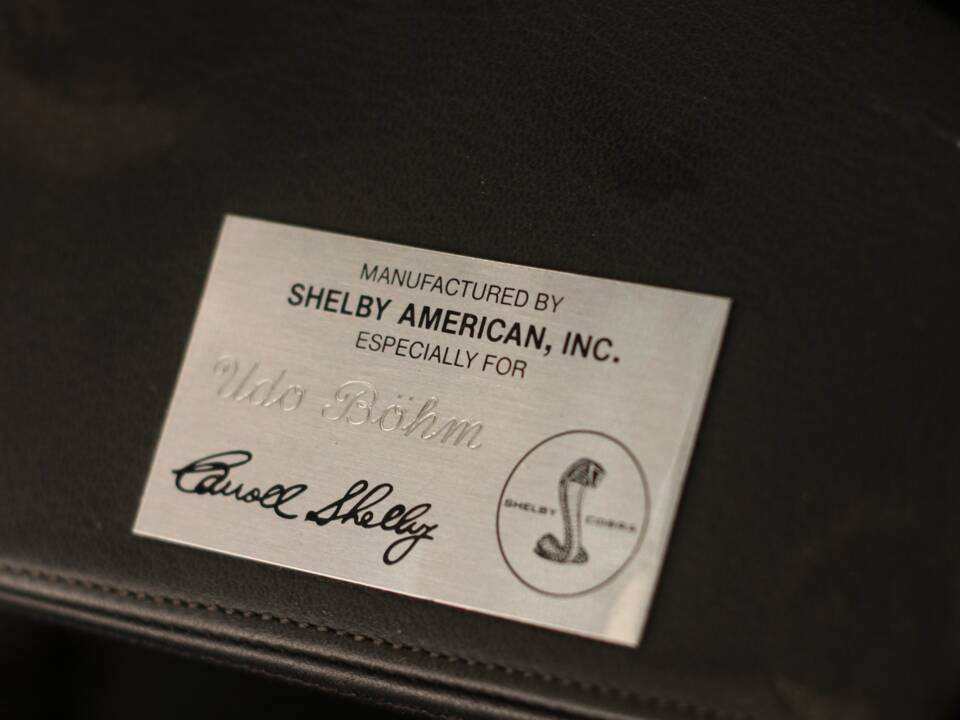 MANUFACTURED BY
SHELBY AMERICAN, INC.
ESPECIALLY FOR
Udo Böhm
Carroll Shelby
SHELBY COBRA